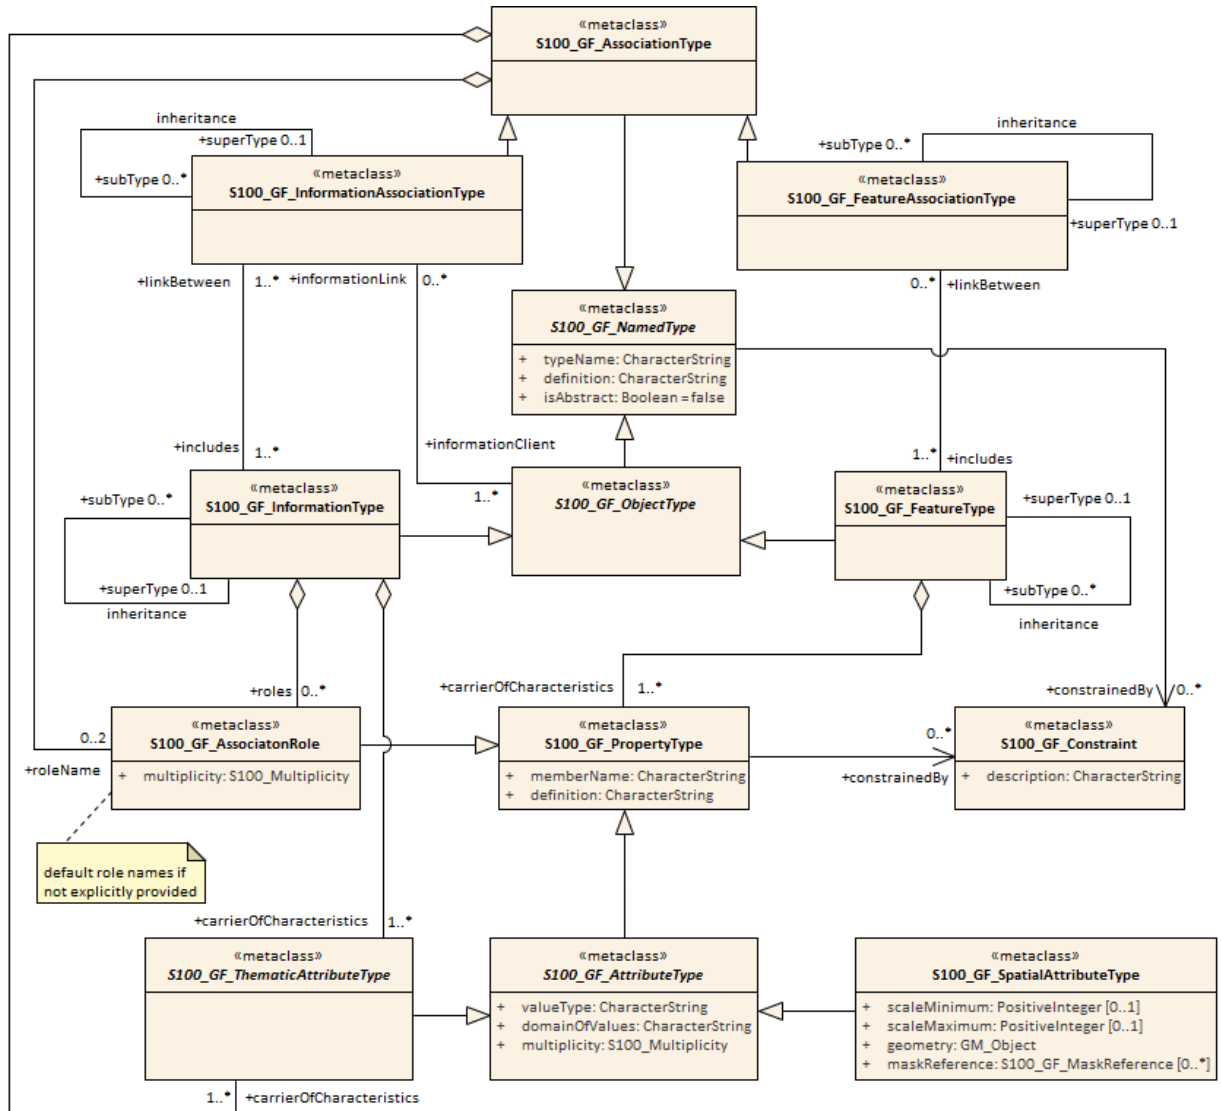 «metaclass»
S100_GF_AssociationType
inheritance
+superType 0..1
+subType 0..*
«metaclass»
S100_GF_InformationAssociationType
inheritance
+subType 0..*
«metaclass»
S100_GF_FeatureAssociationType
+superType 0..1
+linkBetween
1..*
+informationLink
0..*
0..*
+linkBetween
«metaclass»
S100_GF_NamedType
+ typeName: CharacterString
+ definition: CharacterString
+ isAbstract: Boolean = false
+includes
1..*
+informationClient
1..*
1..*
+includes
+subType 0..*
«metaclass»
S100_GF_InformationType
+superType 0..1
inheritance
«metaclass»
S100_GF_ObjectType
«metaclass»
S100_GF_FeatureType
+superType 0..1
+subType 0..*
inheritance
+roles
0..*
+carrierOfCharacteristics
1..*
+constrainedBy
0..*
0..2
+roleName
«metaclass»
S100_GF_AssociatonRole
+ multiplicity: S100_Multiplicity
«metaclass»
S100_GF_PropertyType
+ memberName: CharacterString
+ definition: CharacterString
0..*
+constrainedBy
«metaclass»
S100_GF_Constraint
+ description: CharacterString
default role names if
not explicitly provided
+carrierOfCharacteristics
1..*
«metaclass»
S100_GF_ThematicAttributeType
«metaclass»
S100_GF_AttributeType
+ valueType: CharacterString
+ domainOfValues: CharacterString
+ multiplicity: S100_Multiplicity
«metaclass»
S100_GF_SpatialAttributeType
+ scaleMinimum: PositiveInteger [0..1]
+ scaleMaximum: PositiveInteger [0..1]
+ geometry: GM_Object
+ maskReference: S100_GF_MaskReference [0..*]
1..*
+carrierOfCharacteristics